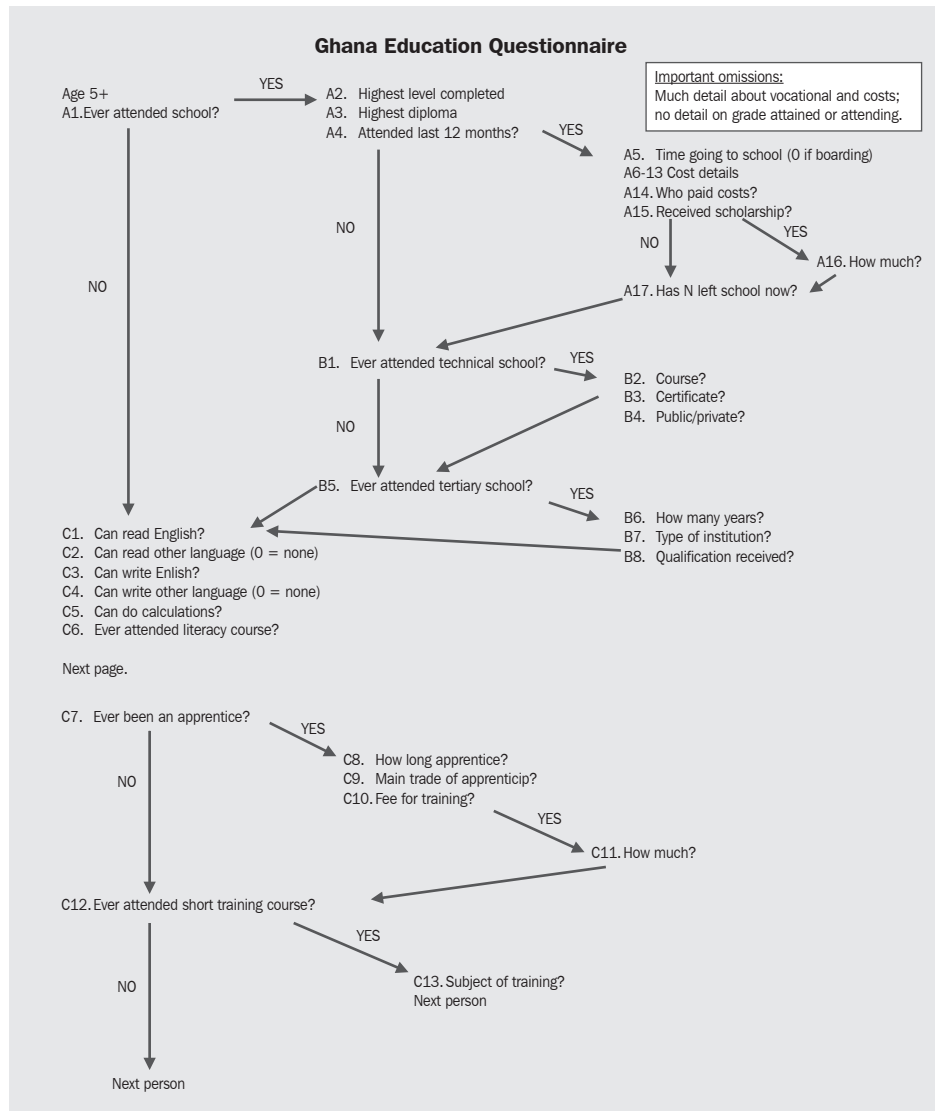 Ghana Education Questionnaire
Important omissions:
Much detail about vocational and costs;
no detail on grade attained or attending.
Age 5+
A1.Ever attended school?
YES
A2. Highest level completed
A3. Highest diploma
A4. Attended last 12 months?
YES
A5. Time going to school (0 if boarding)
A6-13 Cost details
A14. Who paid costs?
A15. Received scholarship?
NO
YES
A16. How much?
A17. Has N left school now?
NO
NO
B1. Ever attended technical school?
YES
B2. Course?
B3. Certificate?
B4. Public/private?
NO
B5. Ever attended tertiary school?
YES
B6. How many years?
B7. Type of institution?
B8. Qualification received?
C1. Can read English?
C2. Can read other language (0 = none)
C3. Can write Enlish?
C4. Can write other language (0 = none)
C5. Can do calculations?
C6. Ever attended literacy course?
Next page.
C7. Ever been an apprentice?
YES
NO
C8. How long apprentice?
C9. Main trade of apprenticip?
C10. Fee for training?
YES
C11. How much?
C12. Ever attended short training course?
YES
NO
C13. Subject of training?
Next person
Next person